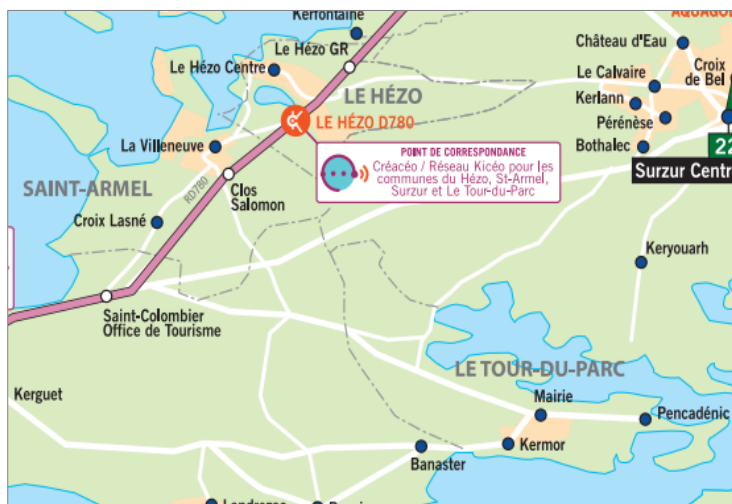 AQUAGOL
Kerfontaine
Le Hézo GR
Château d'Eau
Le Hézo Centre
Le Calvaire
Croix
de Bel
LE HÉZO
Kerlann
LE HÉZO D780
Pérénèse
La Villeneuve
Bothalec
22
POINT DE CORRESPONDANCE
Créacéo / Réseau Kicéo pour les
communes du Hézo, St-Armel,
Surzur et Le Tour-du-Parc
Surzur Centr
SAINT-ARMEL
RD780
Clos
Salomon
Croix Lasné
Keryouarh
Saint-Colombier
Office de Tourisme
LE TOUR-DU-PARC
Kerguet
Mairie
Pencadénic
Kermor
Banaster